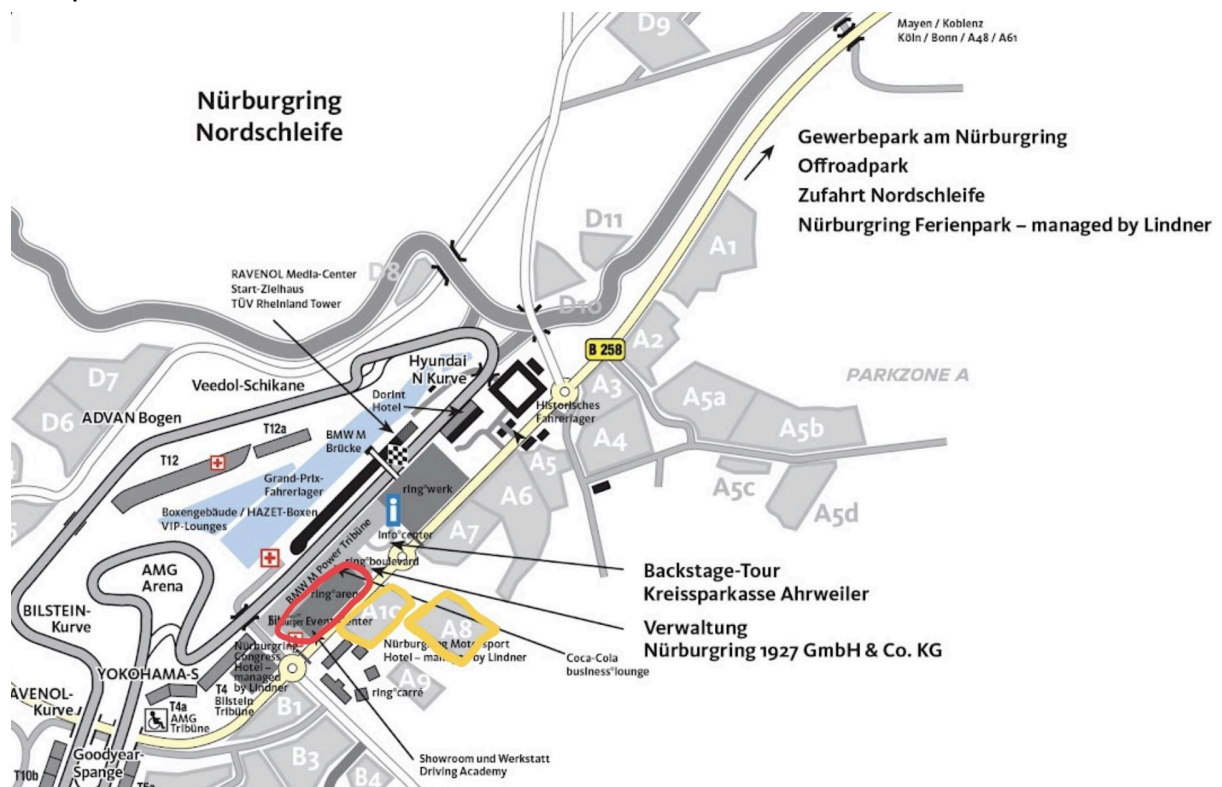 D9
Mayen / Koblenz
Köln / Bonn / A48 / A61
Nürburgring
Nordschleife
Gewerbepark am Nürburgring
Offroadpark
Zufahrt Nordschleife
Nürburgring Ferienpark – managed by Lindner
D11
A1
D8
RAVENOL Media-Center
Start-Zielhaus
TÜV Rheinland Tower
D10
B 258
A2
Hyundai
N Kurve
D7
Veedol-Schikane
A3
PARKZONE A
Dorint
Hotel
Historisches
Fahrerlager
A5a
D6
ADVAN Bogen
T12a
BMW M
Brücke
A4
A5b
T12
A5
Grand-Prix-
Fahrerlager
ring°werk
A6
A5c
Boxengebäude / HAZET-Boxen
VIP-Lounges
A5d
i
Info°center
A7
BMW M Power Tribüne
ring°boulevard
AMG
Arena
Backstage-Tour
Kreissparkasse Ahrweiler
ring°aren
BILSTEIN-
Kurve
A10
A8
Verwaltung
Nürburgring 1927 GmbH & Co. KG
Nürburgring
Congress
Hotel –
managed
by Lindner
Nürburgring Motorsport
Hotel – managed by Lindner
Coca-Cola
business°lounge
YOKOHAMA-S
A9
ring°carré
T4
Bilstein
Tribüne
AVENOL-
Kurve
T4a
AMG
Tribüne
B1
Goodyear-
Spange
B3
Showroom und Werkstatt
Driving Academy
T10b
B4